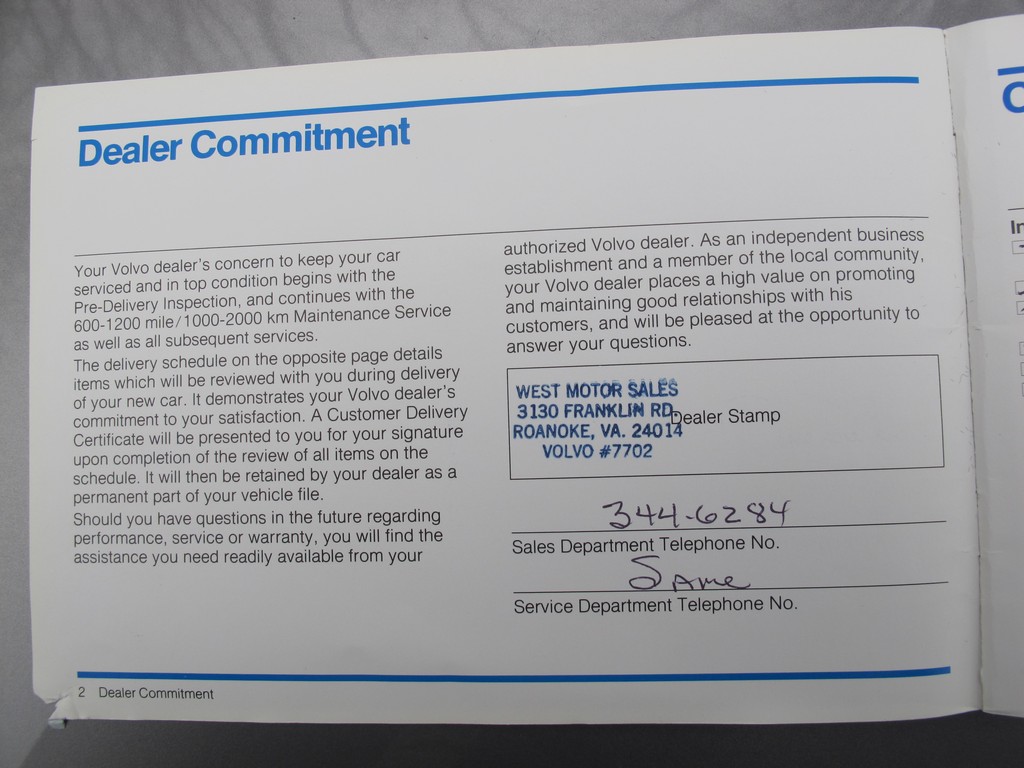 Dealer Commitment
Your Volvo dealer's concern to keep your car
serviced and in top condition begins with the
Pre-Delivery Inspection, and continues with the
600-1200 mile/1000-2000 km Maintenance Service
as well as all subsequent services.
The delivery schedule on the opposite page details
items which will be reviewed with you during delivery
of your new car. It demonstrates your Volvo dealer's
commitment to your satisfaction. A Customer Delivery
Certificate will be presented to you for your signature
upon completion of the review of all items on the
schedule. It will then be retained by your dealer as a
permanent part of your vehicle file.
Should you have questions in the future regarding
performance, service or warranty, you will find the
assistance you need readily available from your
authorized Volvo dealer. As an independent business
establishment and a member of the local community,
your Volvo dealer places a high value on promoting
and maintaining good relationships with his
customers, and will be pleased at the opportunity to
answer your questions.
WEST MOTOR SALES
3130 FRANKLIN RD.
ROANOKE, VA. 24014
VOLVO #7702
Dealer Stamp
344-6284
Sales Department Telephone No.
Same
Service Department Telephone No.
2 Dealer Commitment